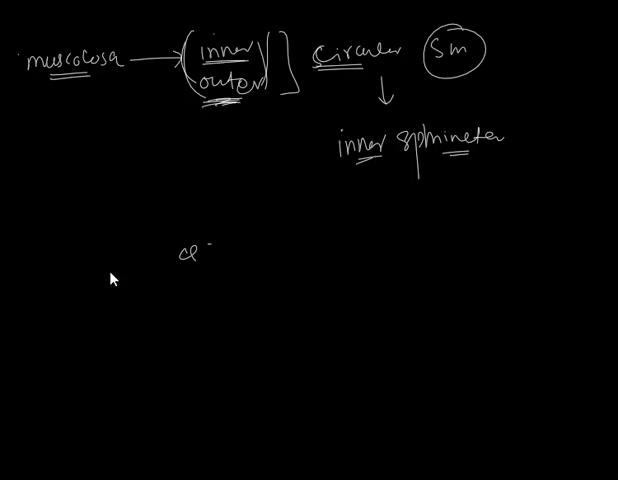 muscolosa → (inner outer) ] circular Sm
↓
inner sphincter